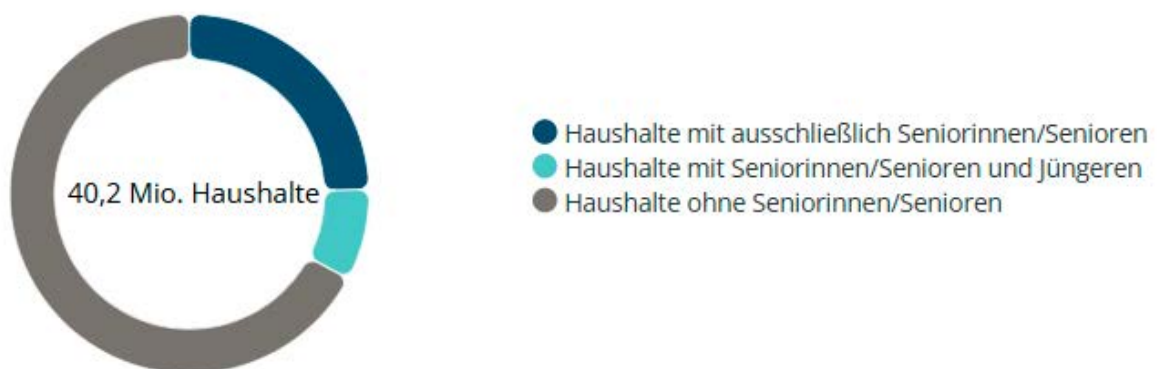 40,2 Mio. Haushalte
Haushalte mit ausschließlich Seniorinnen/Senioren
Haushalte mit Seniorinnen/Senioren und Jüngeren
Haushalte ohne Seniorinnen/Senioren